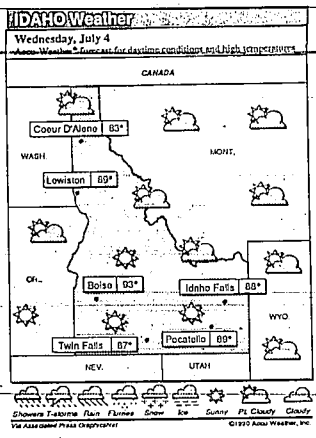 IDAHO Weather
Wednesday, July 4
Accu-Weather® forecast for daytime conditions and high temperatures
CANADA
Coeur D'Alene 83°
WASH.
MONT.
Lewiston 89°
OR.
Boise 93°
Idaho Falls 88°
WYO.
Twin Falls 87°
Pocatello 89°
NEV.
UTAH
Showers T-storms Rain Flurries Snow Ice Sunny Pt. Cloudy Cloudy
Via Associated Press GraphicsNet
©1990 Accu-Weather, Inc.